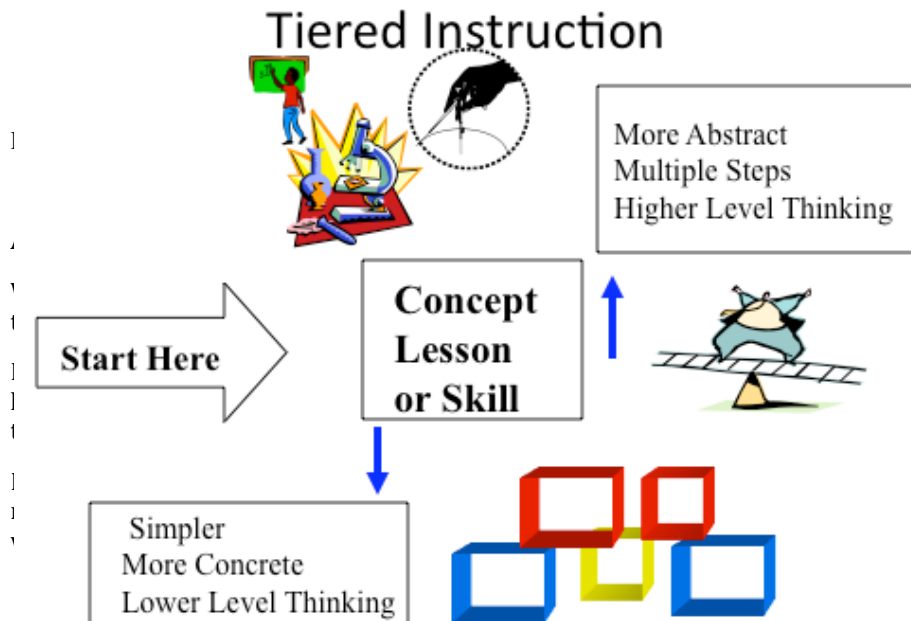 Tiered Instruction
More Abstract
Multiple Steps
Higher Level Thinking
Concept
Lesson
or Skill
Start Here
Simpler
More Concrete
Lower Level Thinking